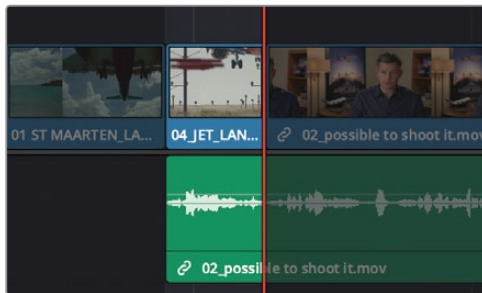 01 ST MAARTEN_LA...
04_JET_LAN...
02_possible to shoot it.mov
02_possible to shoot it.mov